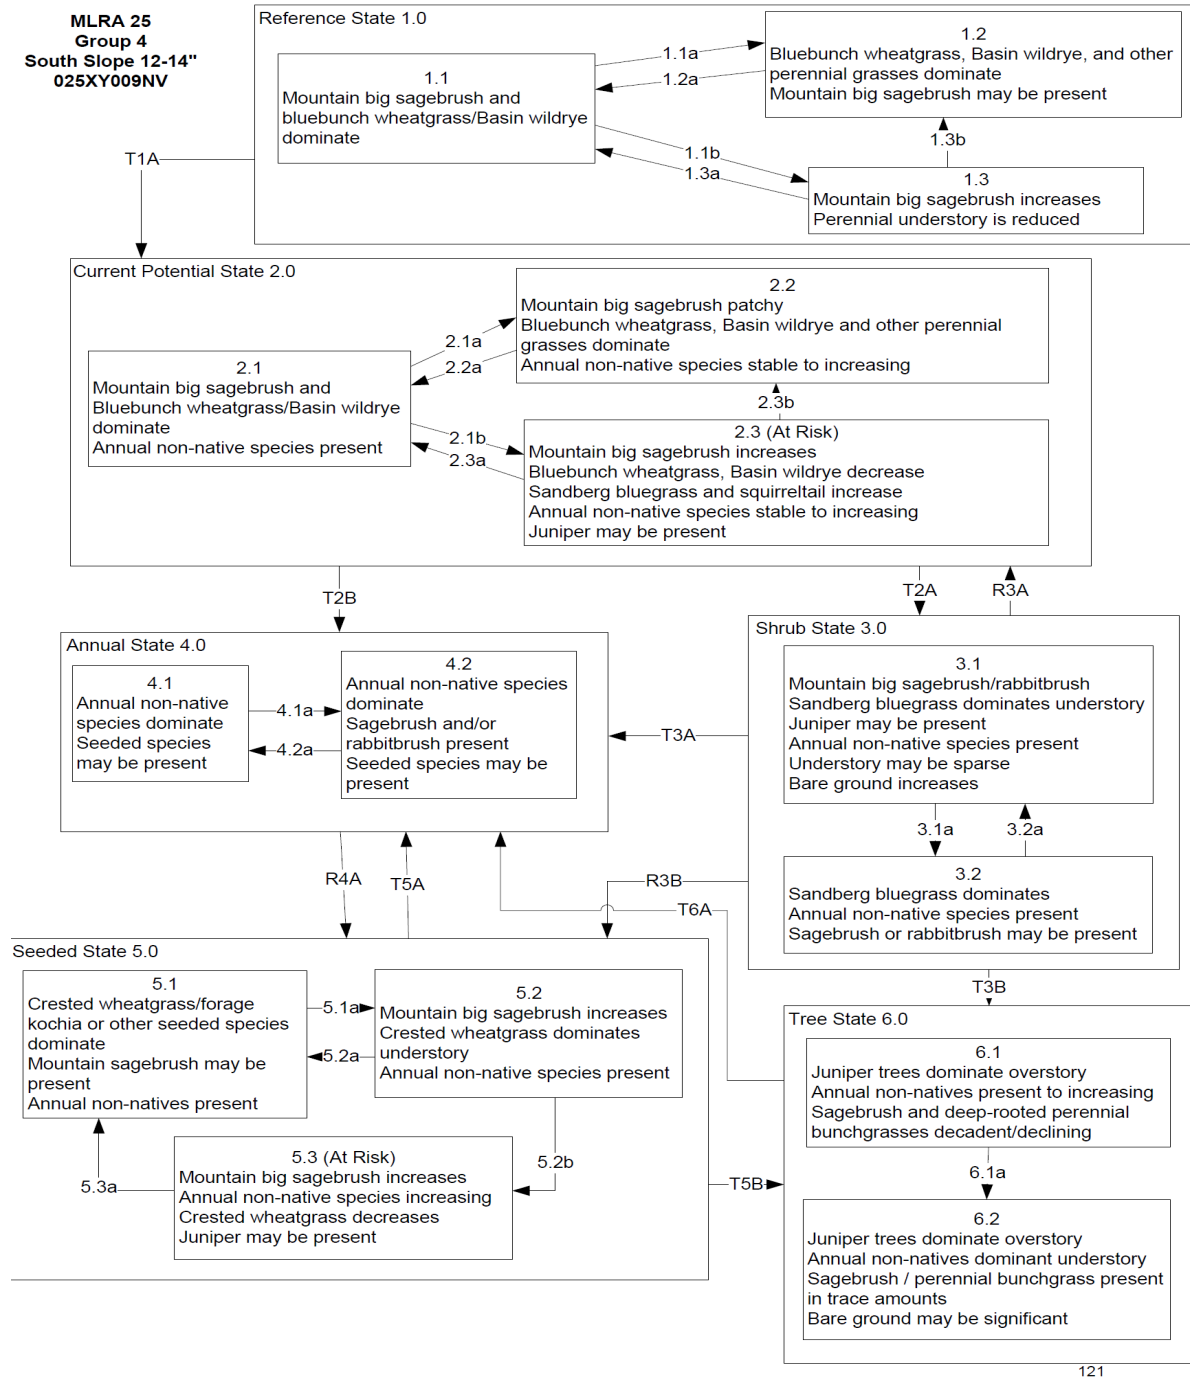 MLRA 25
Group 4
South Slope 12-14"
025XY009NV
Reference State 1.0
1.1
Mountain big sagebrush and
bluebunch wheatgrass/Basin wildrye
dominate
1.1a
1.2a
1.2
Bluebunch wheatgrass, Basin wildrye, and other
perennial grasses dominate
Mountain big sagebrush may be present
1.1b
1.3a
1.3b
1.3
Mountain big sagebrush increases
Perennial understory is reduced
T1A
Current Potential State 2.0
2.1
Mountain big sagebrush and
Bluebunch wheatgrass/Basin wildrye
dominate
Annual non-native species present
2.1a
2.2a
2.2
Mountain big sagebrush patchy
Bluebunch wheatgrass, Basin wildrye and other perennial
grasses dominate
Annual non-native species stable to increasing
2.1b
2.3a
2.3b
2.3 (At Risk)
Mountain big sagebrush increases
Bluebunch wheatgrass, Basin wildrye decrease
Sandberg bluegrass and squirreltail increase
Annual non-native species stable to increasing
Juniper may be present
T2B
T2A
R3A
Annual State 4.0
4.1
Annual non-native
species dominate
Seeded species
may be present
4.1a
4.2a
4.2
Annual non-native species
dominate
Sagebrush and/or
rabbitbrush present
Seeded species may be
present
T3A
Shrub State 3.0
3.1
Mountain big sagebrush/rabbitbrush
Sandberg bluegrass dominates understory
Juniper may be present
Annual non-native species present
Understory may be sparse
Bare ground increases
3.1a
3.2a
3.2
Sandberg bluegrass dominates
Annual non-native species present
Sagebrush or rabbitbrush may be present
R4A
T5A
R3B
T6A
T3B
Seeded State 5.0
5.1
Crested wheatgrass/forage
kochia or other seeded species
dominate
Mountain sagebrush may be
present
Annual non-natives present
5.1a
5.2a
5.2
Mountain big sagebrush increases
Crested wheatgrass dominates
understory
Annual non-native species present
5.2b
5.3a
5.3 (At Risk)
Mountain big sagebrush increases
Annual non-native species increasing
Crested wheatgrass decreases
Juniper may be present
T5B
Tree State 6.0
6.1
Juniper trees dominate overstory
Annual non-natives present to increasing
Sagebrush and deep-rooted perennial
bunchgrasses decadent/declining
6.1a
6.2
Juniper trees dominate overstory
Annual non-natives dominant understory
Sagebrush / perennial bunchgrass present
in trace amounts
Bare ground may be significant
121